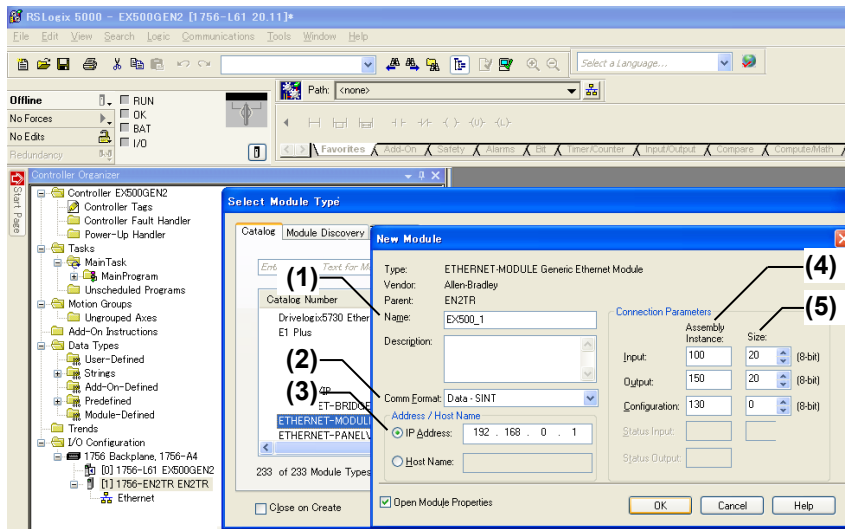 RSLogix 5000 - EX500GEN2 [1756-L61 20.11]*
File Edit View Search Logic Communications Tools Window Help
Select a Language...
Path: <none>
Offline
RUN
No Forces
OK
BAT
No Edits
I/O
Redundancy
Favorites Add-On Safety Alarms Bit Timer/Counter Input/Output Compare Compute/Math
Start Page
Controller Organizer
Controller EX500GEN2
Controller Tags
Controller Fault Handler
Power-Up Handler
Tasks
MainTask
MainProgram
Unscheduled Programs
Motion Groups
Ungrouped Axes
Add-On Instructions
Data Types
User-Defined
Strings
Add-On-Defined
Predefined
Module-Defined
Trends
I/O Configuration
1756 Backplane, 1756-A4
[0] 1756-L61 EX500GEN2
[1] 1756-EN2TR EN2TR
Ethernet
Select Module Type
Catalog Module Discovery
Text for M
Catalog Number
Drivelogix5730 Ether
E1 Plus
ET-BRIDGE
ETHERNET-MODUL
ETHERNET-PANELV
233 of 233 Module Types
Close on Create
New Module
Type: ETHERNET-MODULE Generic Ethernet Module
Vendor: Allen-Bradley
Parent: EN2TR
(1)
Name: EX500_1
Description:
(2)
Comm Format: Data - SINT
(3)
Address / Host Name
IP Address: 192 . 168 . 0 . 1
Host Name:
Open Module Properties
(4)
(5)
Connection Parameters
Assembly Instance:
Size:
Input: 100 20 (8-bit)
Output: 150 20 (8-bit)
Configuration: 130 0 (8-bit)
Status Input:
Status Output:
OK Cancel Help